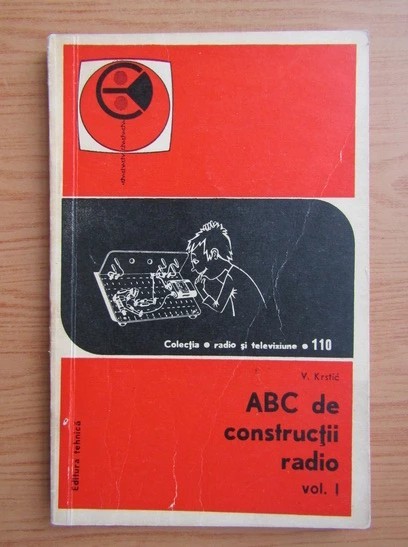 Colecția • radio și televiziune • 110
V. Krstić
ABC de
construcții
radio
vol. I
Editura tehnică